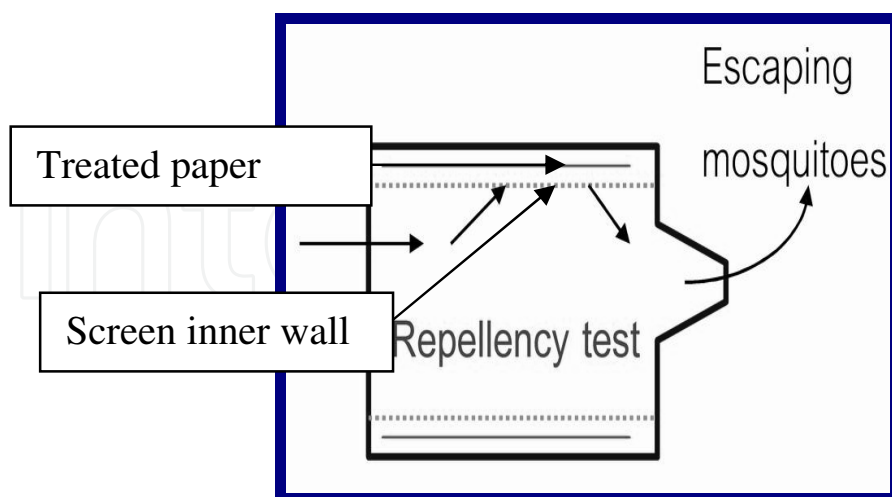 Escaping
mosquitoes
Treated paper
Screen inner wall
Repellency test